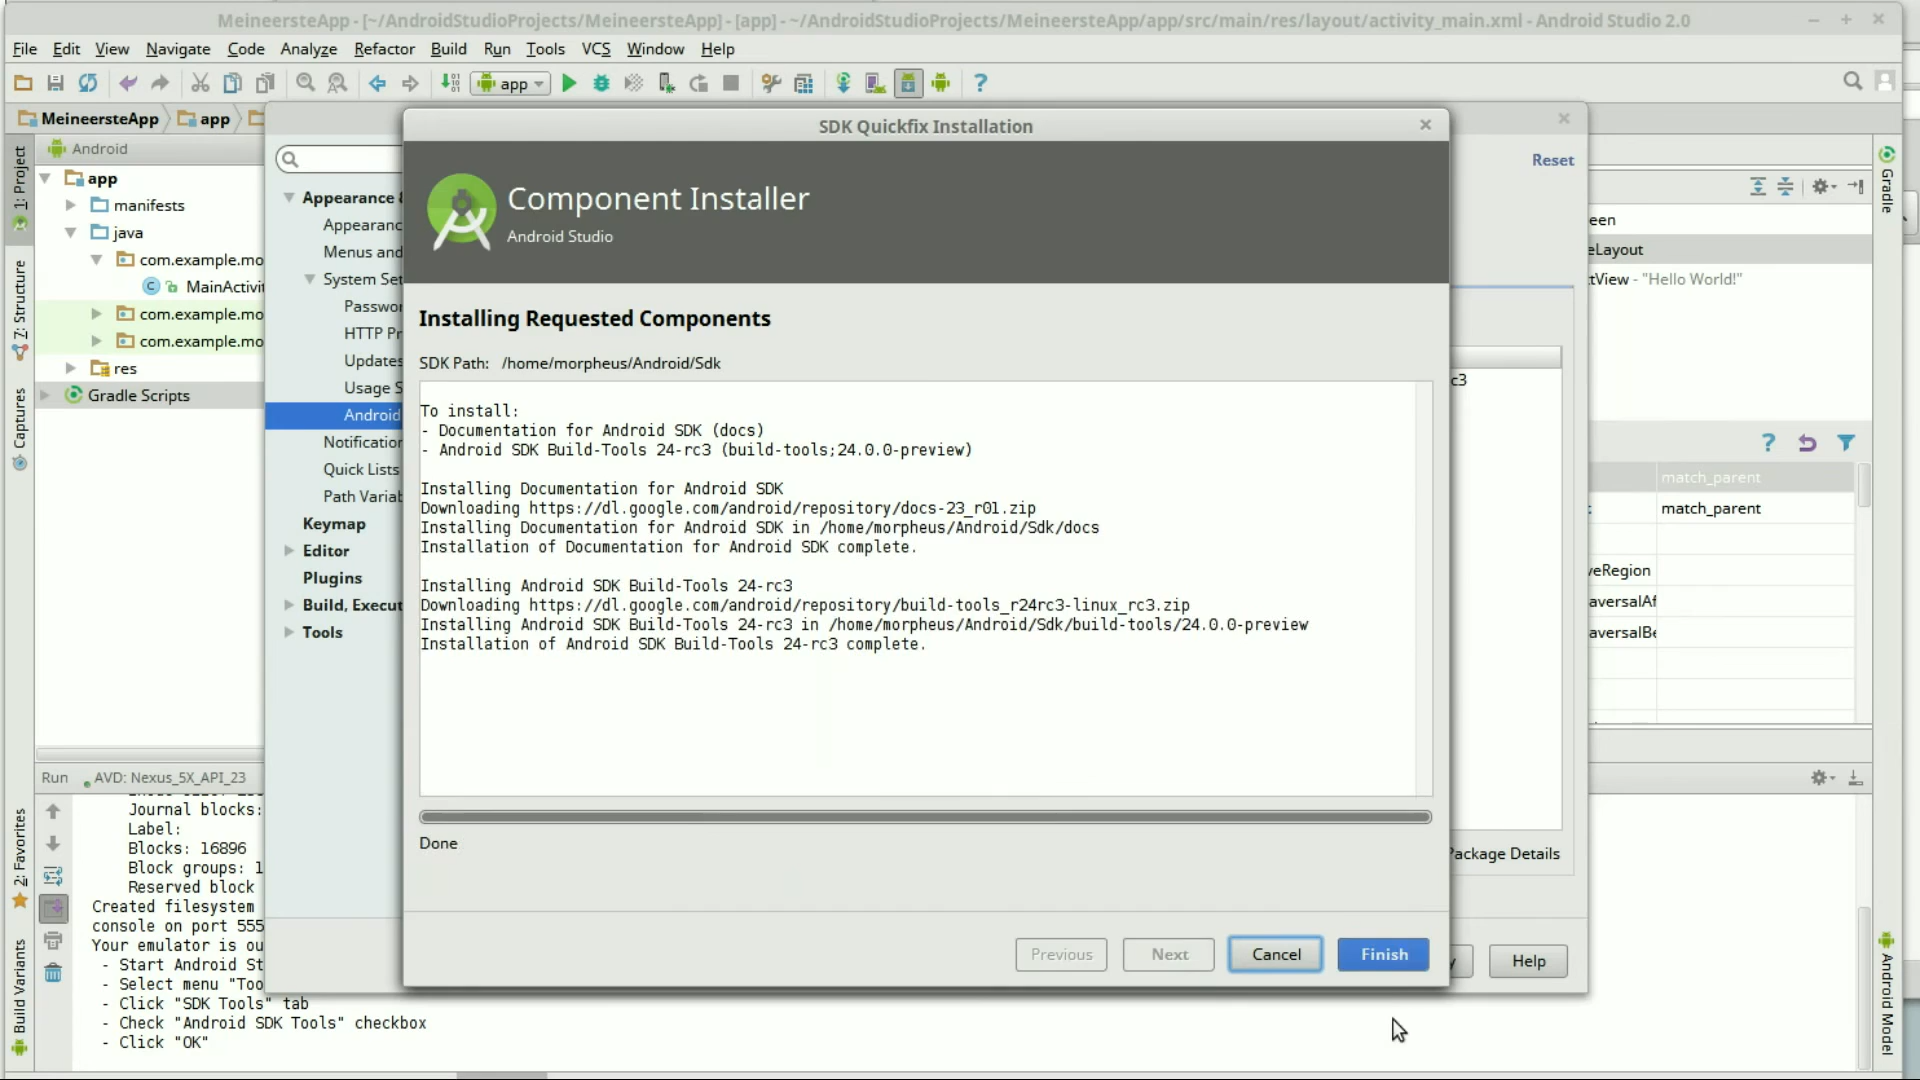 MeineersteApp - [~/AndroidStudioProjects/MeineersteApp] - [app] - ~/AndroidStudioProjects/MeineersteApp/app/src/main/res/layout/activity_main.xml - Android Studio 2.0
File Edit View Navigate Code Analyze Refactor Build Run Tools VCS Window Help
app
MeineersteApp app
1: Project
Z: Structure
Captures
2: Favorites
Build Variants
Android
app
manifests
java
com.example.mo
MainActivit
com.example.mo
com.example.mo
res
Gradle Scripts
Appearance
Appearanc
Menus and
System Set
Passwor
HTTP Pr
Updates
Usage S
Android
Notification
Quick Lists
Path Variab
Keymap
Editor
Plugins
Build, Execut
Tools
SDK Quickfix Installation
Component Installer
Android Studio
Installing Requested Components
SDK Path: /home/morpheus/Android/Sdk
To install:
- Documentation for Android SDK (docs)
- Android SDK Build-Tools 24-rc3 (build-tools;24.0.0-preview)
Installing Documentation for Android SDK
Downloading https://dl.google.com/android/repository/docs-23_r01.zip
Installing Documentation for Android SDK in /home/morpheus/Android/Sdk/docs
Installation of Documentation for Android SDK complete.
Installing Android SDK Build-Tools 24-rc3
Downloading https://dl.google.com/android/repository/build-tools_r24rc3-linux_rc3.zip
Installing Android SDK Build-Tools 24-rc3 in /home/morpheus/Android/Sdk/build-tools/24.0.0-preview
Installation of Android SDK Build-Tools 24-rc3 complete.
Done
Previous Next Cancel Finish
Reset
c3
Package Details
y Help
een
eLayout
tView - "Hello World!"
match_parent
match_parent
veRegion
aversalAf
aversalBe
Gradle
Android Model
Run AVD: Nexus_5X_API_23
Journal blocks:
Label:
Blocks: 16896
Block groups: 1
Reserved block
Created filesystem
console on port 555
Your emulator is ou
- Start Android St
- Select menu "Too
- Click "SDK Tools" tab
- Check "Android SDK Tools" checkbox
- Click "OK"